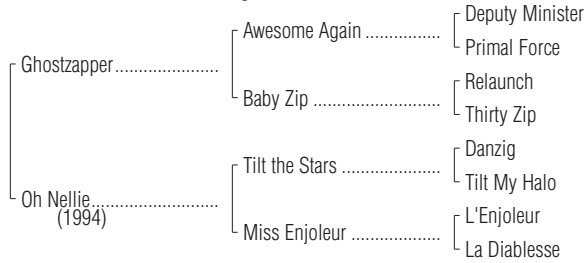 Ghostzapper......................
Oh Nellie...........................
(1994)
Awesome Again ................
Baby Zip ...........................
Tilt the Stars .....................
Miss Enjoleur ....................
Deputy Minister
Primal Force
Relaunch
Thirty Zip
Danzig
Tilt My Halo
L'Enjoleur
La Diablesse